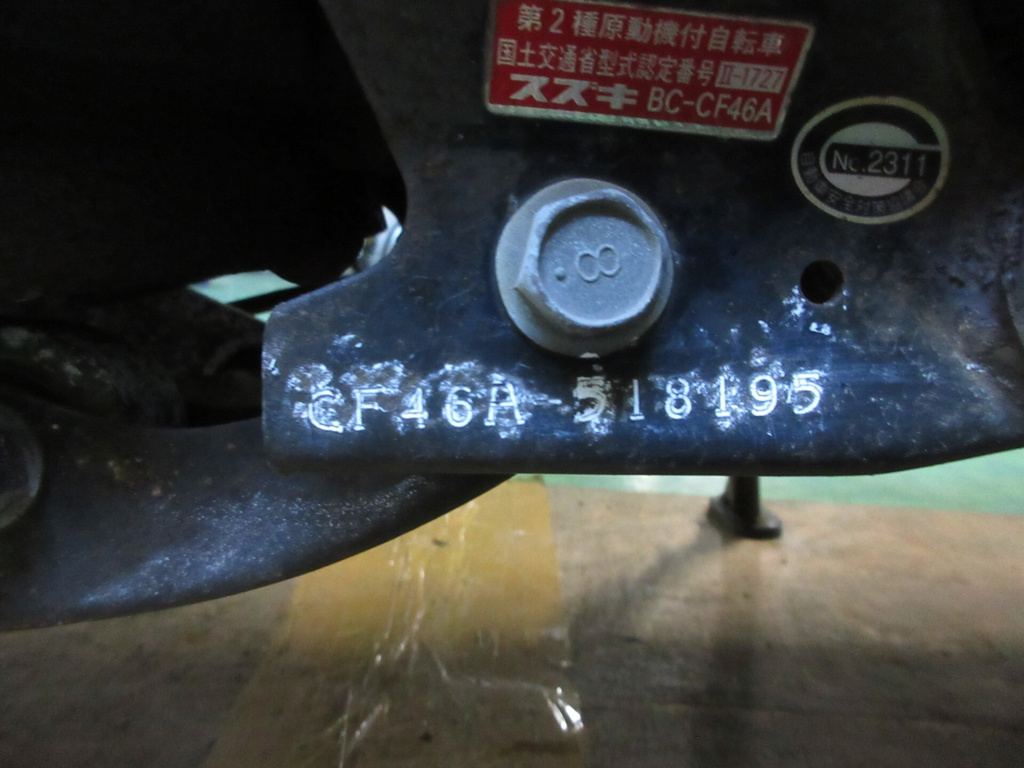 第2種原動機付自転車
国土交通省型式認定番号 II-1727
スズキ BC-CF46A
No.2311
8
CF46A-518195